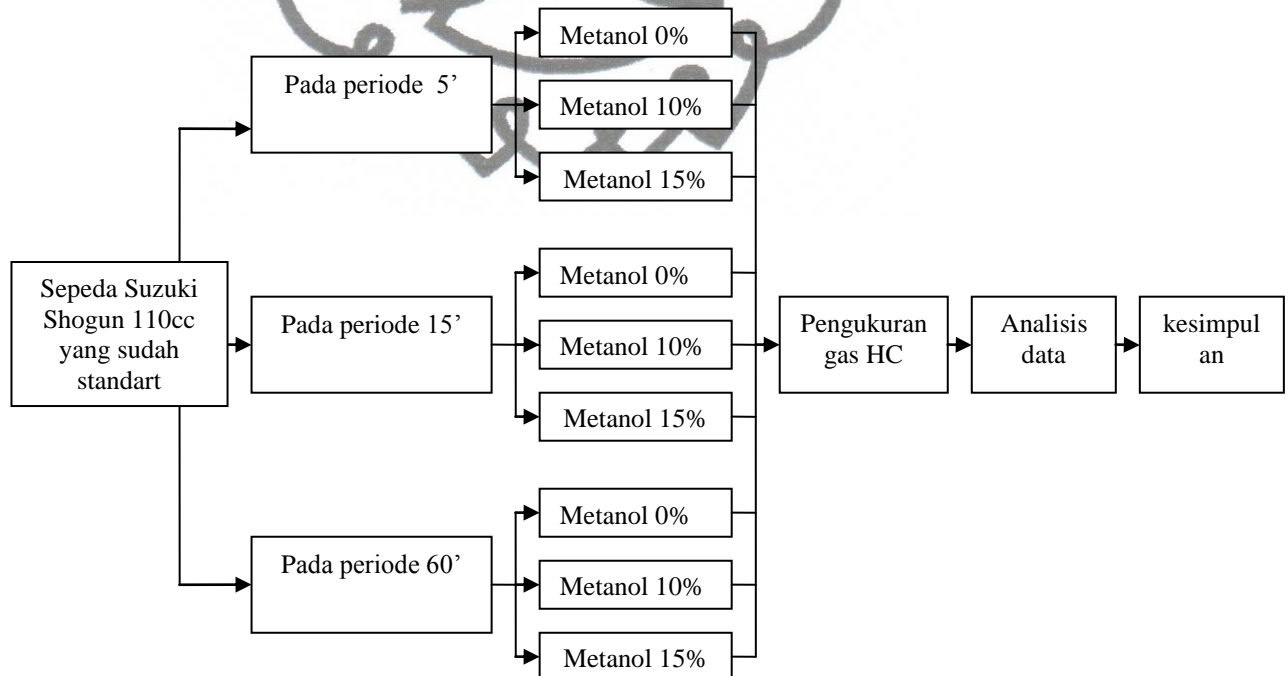 Metanol 0%
Pada periode 5’
Metanol 10%
Metanol 15%
Sepeda Suzuki
Shogun 110cc
yang sudah
standart
Pada periode 15’
Metanol 0%
Metanol 10%
Metanol 15%
Pengukuran
gas HC
Analisis
data
kesimpul
an
Pada periode 60’
Metanol 0%
Metanol 10%
Metanol 15%